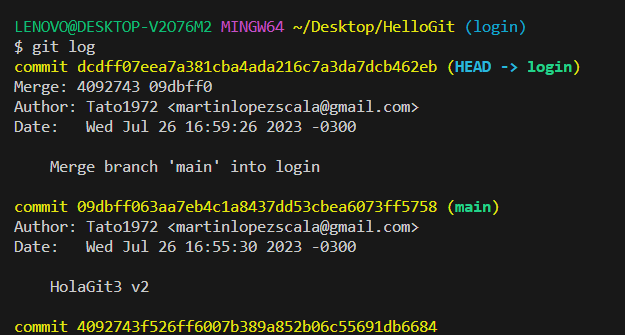 LENOVO@DESKTOP-V2O76M2 MINGW64 ~/Desktop/HelloGit (login)
$ git log
commit dcdff07eea7a381cba4ada216c7a3da7dcb462eb (HEAD -> login)
Merge: 4092743 09dbff0
Author: Tato1972 <martinlopezscala@gmail.com>
Date:   Wed Jul 26 16:59:26 2023 -0300
    Merge branch 'main' into login
commit 09dbff063aa7eb4c1a8437dd53cbea6073ff5758 (main)
Author: Tato1972 <martinlopezscala@gmail.com>
Date:   Wed Jul 26 16:55:30 2023 -0300
    HolaGit3 v2
commit 4092743f526ff6007b389a852b06c55691db6684